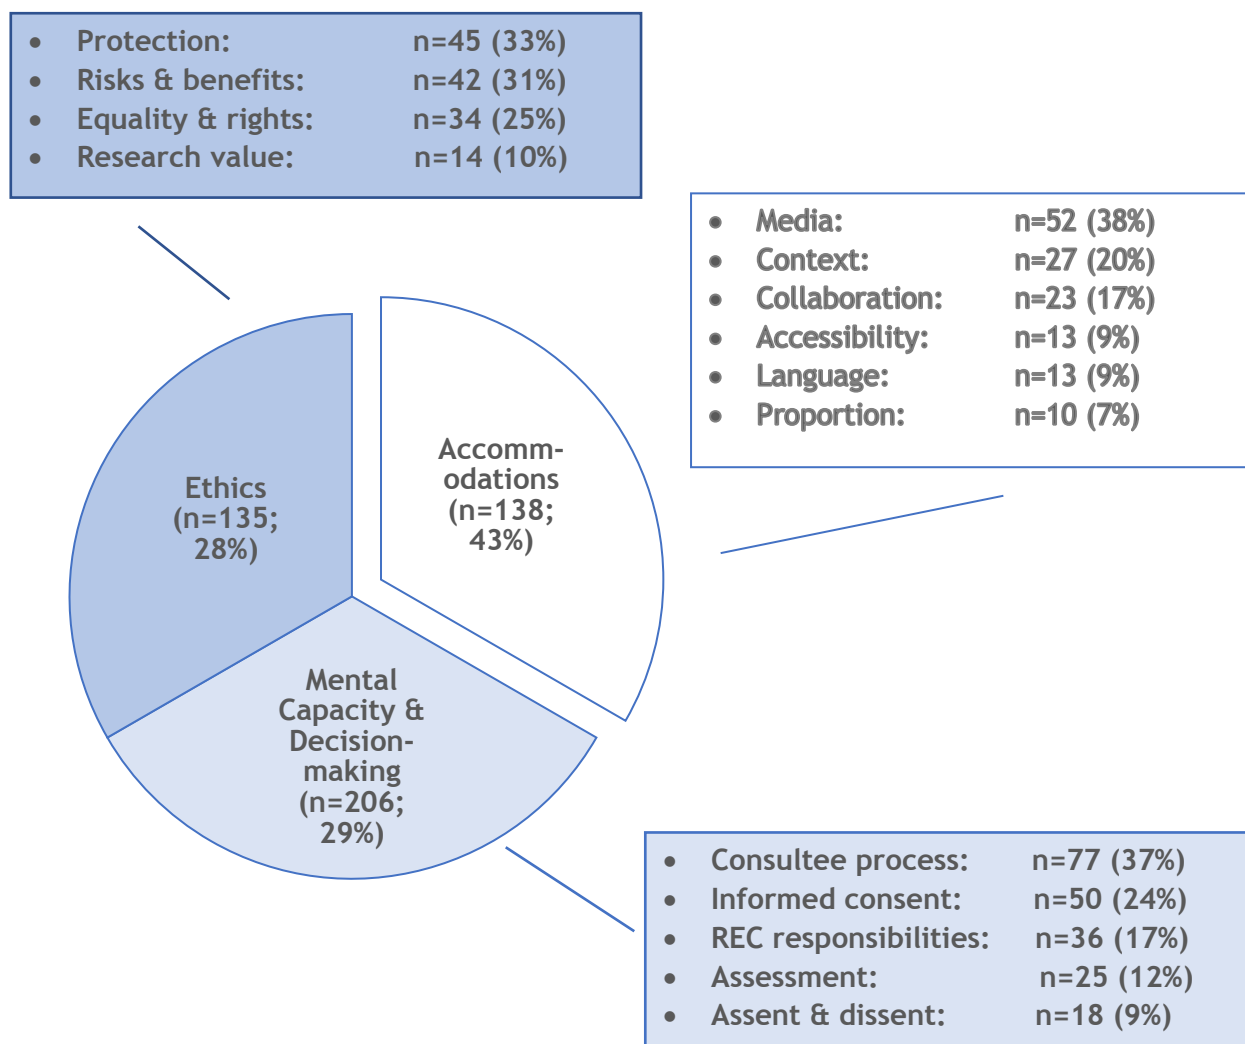 • Protection: n=45 (33%)
• Risks & benefits: n=42 (31%)
• Equality & rights: n=34 (25%)
• Research value: n=14 (10%)
• Media: n=52 (38%)
• Context: n=27 (20%)
• Collaboration: n=23 (17%)
• Accessibility: n=13 (9%)
• Language: n=13 (9%)
• Proportion: n=10 (7%)
Accomm-
odations
(n=138;
43%)
Ethics
(n=135;
28%)
Mental
Capacity &
Decision-
making
(n=206;
29%)
• Consultee process: n=77 (37%)
• Informed consent: n=50 (24%)
• REC responsibilities: n=36 (17%)
• Assessment: n=25 (12%)
• Assent & dissent: n=18 (9%)